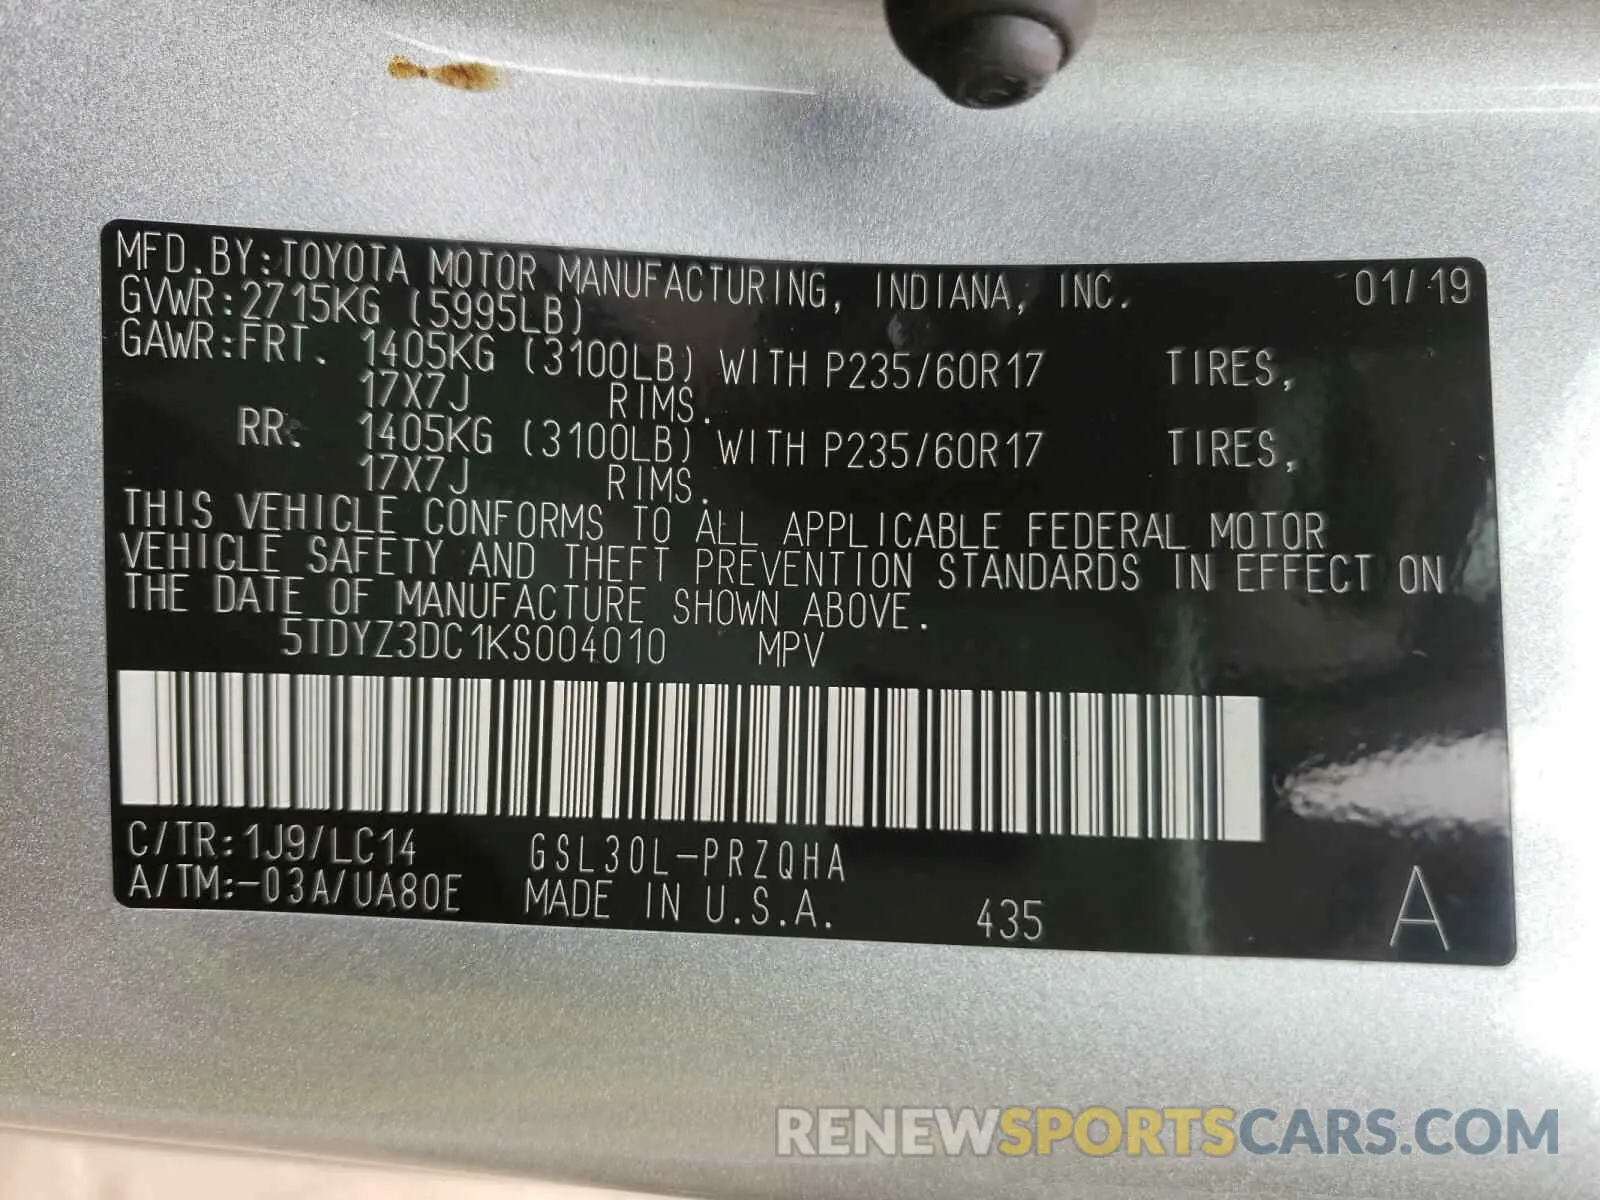 MFD.BY:TOYOTA MOTOR MANUFACTURING, INDIANA, INC. 01/19
GVWR:2715KG (5995LB)
GAWR:FRT. 1405KG (3100LB) WITH P235/60R17 TIRES,
17X7J RIMS.
RR: 1405KG (3100LB) WITH P235/60R17 TIRES,
17X7J RIMS.
THIS VEHICLE CONFORMS TO ALL APPLICABLE FEDERAL MOTOR
VEHICLE SAFETY AND THEFT PREVENTION STANDARDS IN EFFECT ON
THE DATE OF MANUFACTURE SHOWN ABOVE.
5TDYZ3DC1KS004010 MPV
C/TR:1J9/LC14 GSL30L-PRZQHA
A/TM:-03A/UA80E MADE IN U.S.A. 435 A
RENEWSPORTSCARS.COM